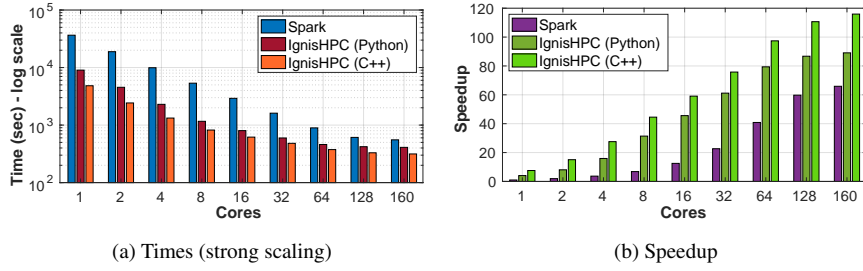 10^5
10^4
10^3
10^2
Time (sec) - log scale
Spark
IgnisHPC (Python)
IgnisHPC (C++)
1 2 4 8 16 32 64 128 160
Cores
(a) Times (strong scaling)
120
100
80
60
40
20
0
Speedup
Spark
IgnisHPC (Python)
IgnisHPC (C++)
1 2 4 8 16 32 64 128 160
Cores
(b) Speedup